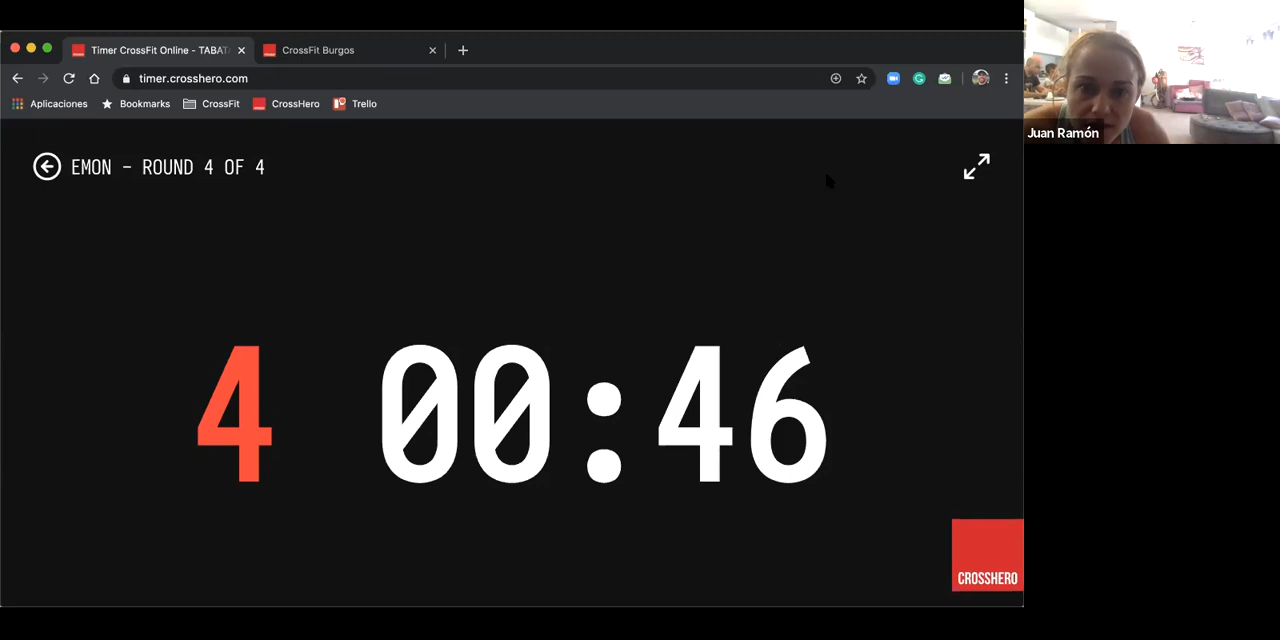 Timer CrossFit Online - TABAT
CrossFit Burgos
timer.crosshero.com
Aplicaciones
Bookmarks
CrossFit
CrossHero
Trello
Juan Ramón
EMON - ROUND 4 OF 4
4 00:46
CROSSHERO